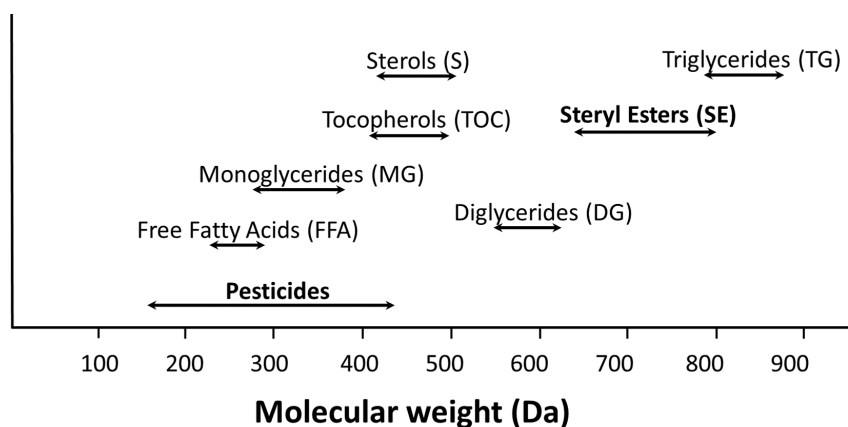 Sterols (S)
Triglycerides (TG)
Tocopherols (TOC)
Steryl Esters (SE)
Monoglycerides (MG)
Diglycerides (DG)
Free Fatty Acids (FFA)
Pesticides
100 200 300 400 500 600 700 800 900
Molecular weight (Da)